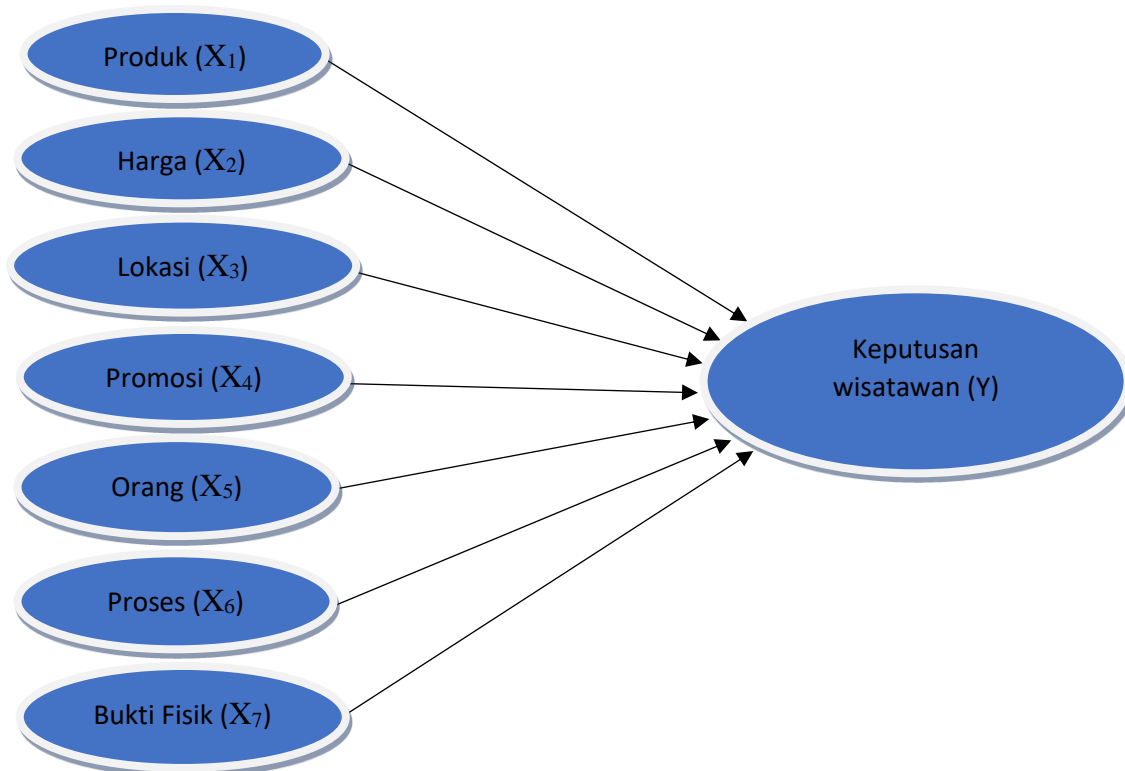 Produk (X1)
Harga (X2)
Lokasi (X3)
Promosi (X4)
Orang (X5)
Proses (X6)
Bukti Fisik (X7)
Keputusan
wisatawan (Y)